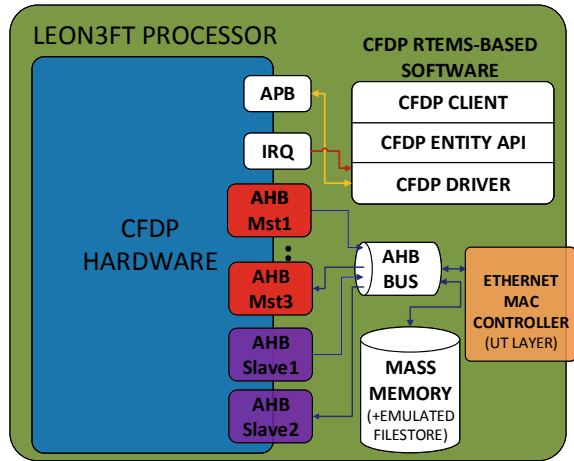 LEON3FT PROCESSOR
CFDP RTEMS-BASED
SOFTWARE
CFDP CLIENT
CFDP ENTITY API
CFDP DRIVER
APB
IRQ
AHB
Mst1
CFDP
HARDWARE
AHB
Mst3
AHB
Slave1
AHB
Slave2
AHB
BUS
ETHERNET
MAC
CONTROLLER
(UT LAYER)
MASS
MEMORY
(+EMULATED
FILESTORE)